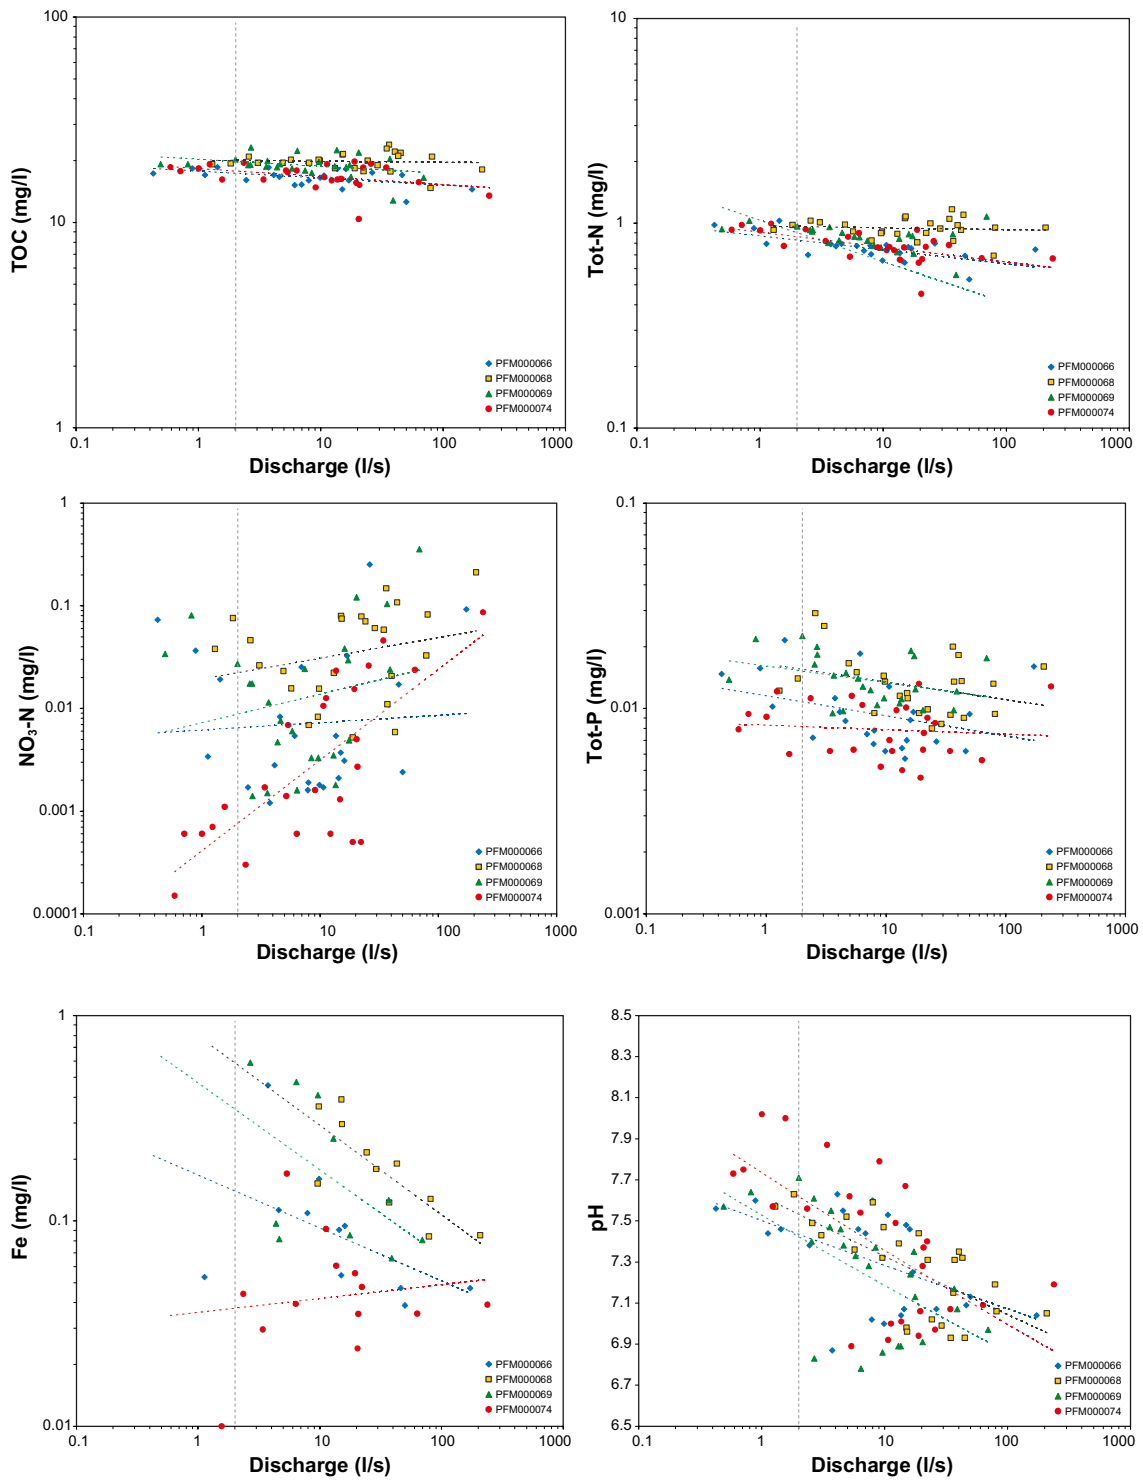 100
10
1
TOC (mg/l)
0.1
1
10
100
1000
Discharge (l/s)
PFM000066
PFM000068
PFM000069
PFM000074
10
1
0.1
Tot-N (mg/l)
0.1
1
10
100
1000
Discharge (l/s)
PFM000066
PFM000068
PFM000069
PFM000074
1
0.1
0.01
0.001
0.0001
NO₃-N (mg/l)
0.1
1
10
100
1000
Discharge (l/s)
PFM000066
PFM000068
PFM000069
PFM000074
0.1
0.01
0.001
Tot-P (mg/l)
0.1
1
10
100
1000
Discharge (l/s)
PFM000066
PFM000068
PFM000069
PFM000074
1
0.1
0.01
Fe (mg/l)
0.1
1
10
100
1000
Discharge (l/s)
PFM000066
PFM000068
PFM000069
PFM000074
8.5
8.3
8.1
7.9
7.7
7.5
7.3
7.1
6.9
6.7
6.5
pH
0.1
1
10
100
1000
Discharge (l/s)
PFM000066
PFM000068
PFM000069
PFM000074